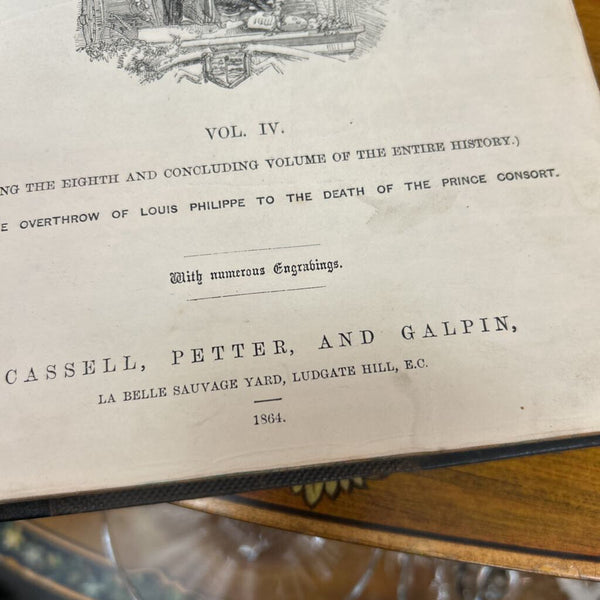 VOL. IV.
NG THE EIGHTH AND CONCLUDING VOLUME OF THE ENTIRE HISTORY.)
E OVERTHROW OF LOUIS PHILIPPE TO THE DEATH OF THE PRINCE CONSORT.
With numerous Engravings.
CASSELL, PETTER, AND GALPIN,
LA BELLE SAUVAGE YARD, LUDGATE HILL, E.C.
1864.